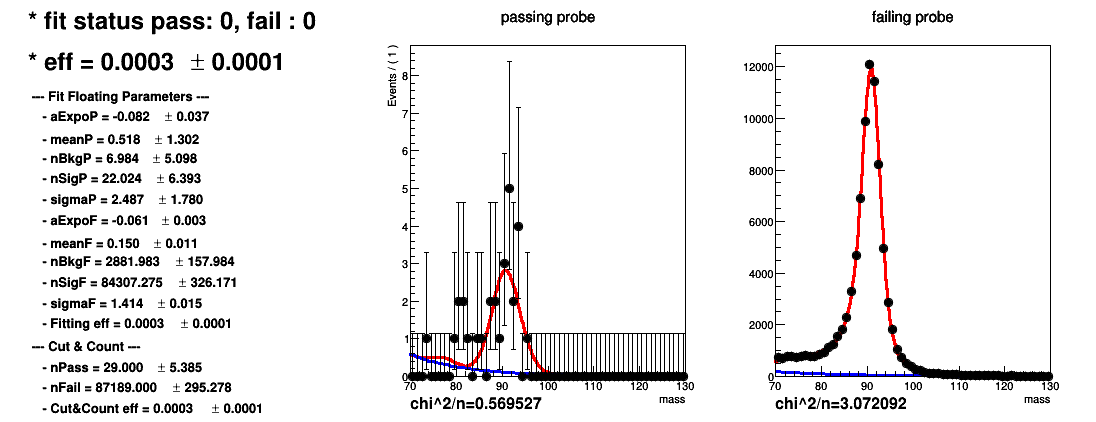 * fit status pass: 0, fail : 0
* eff = 0.0003 ± 0.0001
--- Fit Floating Parameters ---
- aExpoP = -0.082 ± 0.037
- meanP = 0.518 ± 1.302
- nBkgP = 6.984 ± 5.098
- nSigP = 22.024 ± 6.393
- sigmaP = 2.487 ± 1.780
- aExpoF = -0.061 ± 0.003
- meanF = 0.150 ± 0.011
- nBkgF = 2881.983 ± 157.984
- nSigF = 84307.275 ± 326.171
- sigmaF = 1.414 ± 0.015
- Fitting eff = 0.0003 ± 0.0001
--- Cut & Count ---
- nPass = 29.000 ± 5.385
- nFail = 87189.000 ± 295.278
- Cut&Count eff = 0.0003 ± 0.0001
passing probe
Events / ( 1 )
8
7
6
5
4
3
2
1
0
70 80 90 100 110 120 130
mass
chi^2/n=0.569527
failing probe
12000
10000
8000
6000
4000
2000
0
70 80 90 100 110 120 130
mass
chi^2/n=3.072092